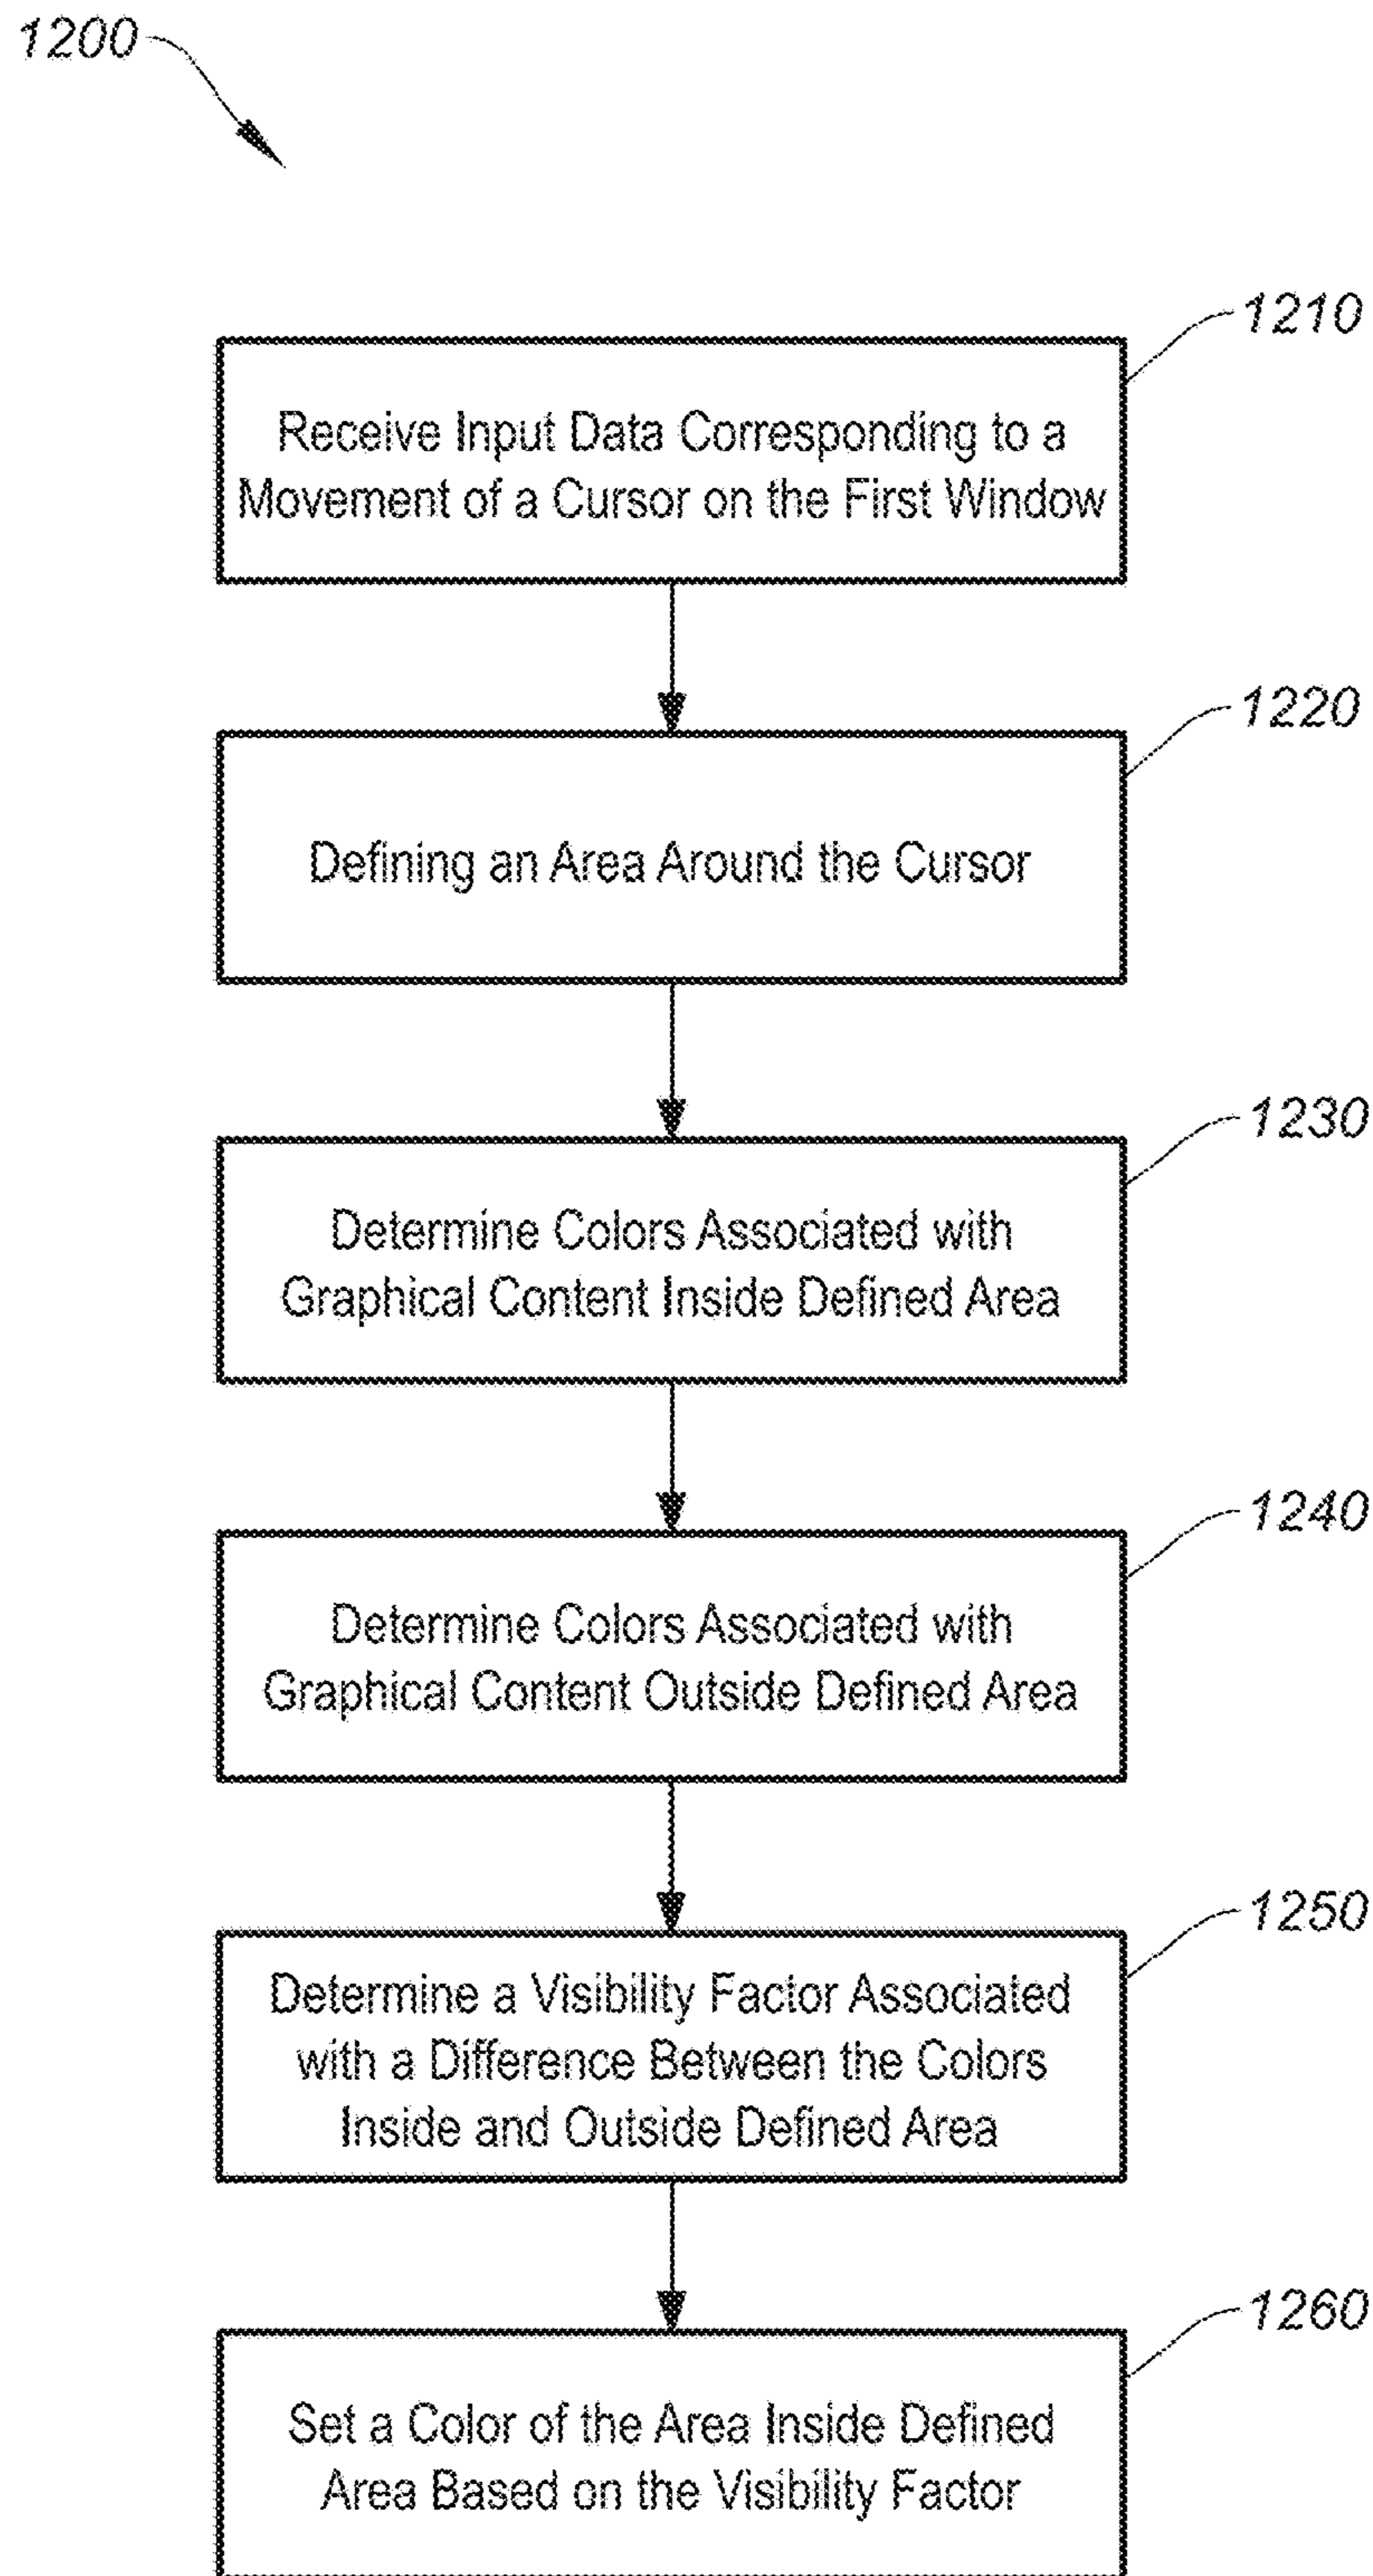 1200
1210
Receive Input Data Corresponding to a
Movement of a Cursor on the First Window
1220
Defining an Area Around the Cursor
1230
Determine Colors Associated with
Graphical Content Inside Defined Area
1240
Determine Colors Associated with
Graphical Content Outside Defined Area
1250
Determine a Visibility Factor Associated
with a Difference Between the Colors
Inside and Outside Defined Area
1260
Set a Color of the Area Inside Defined
Area Based on the Visibility Factor